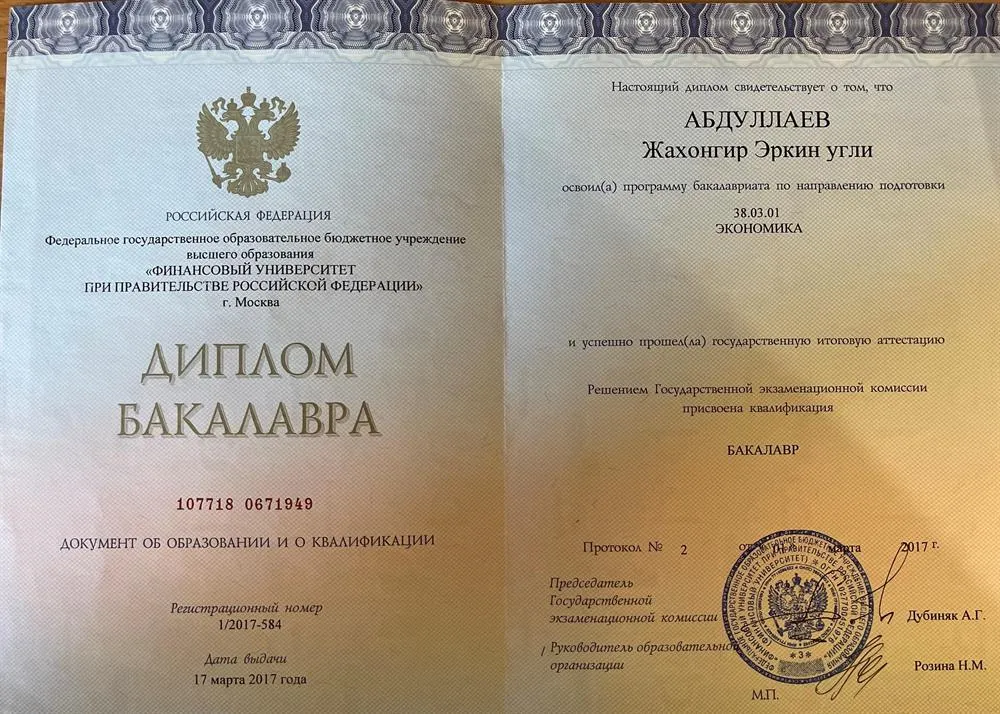 РОССИЙСКАЯ ФЕДЕРАЦИЯ
Федеральное государственное образовательное бюджетное учреждение
высшего образования
«ФИНАНСОВЫЙ УНИВЕРСИТЕТ
ПРИ ПРАВИТЕЛЬСТВЕ РОССИЙСКОЙ ФЕДЕРАЦИИ»
г. Москва
ДИПЛОМ
БАКАЛАВРА
107718 0671949
ДОКУМЕНТ ОБ ОБРАЗОВАНИИ И О КВАЛИФИКАЦИИ
Регистрационный номер
1/2017-584
Дата выдачи
17 марта 2017 года
Настоящий диплом свидетельствует о том, что
АБДУЛЛАЕВ
Жахонгир Эркин угли
освоил(а) программу бакалавриата по направлению подготовки
38.03.01
ЭКОНОМИКА
и успешно прошел(ла) государственную итоговую аттестацию
Решением Государственной экзаменационной комиссии
присвоена квалификация
БАКАЛАВР
Протокол № 2 от марта 2017 г.
Председатель
Государственной
экзаменационной комиссии Дубиняк А.Г.
Руководитель образовательной
организации Розина Н.М.
М.П.